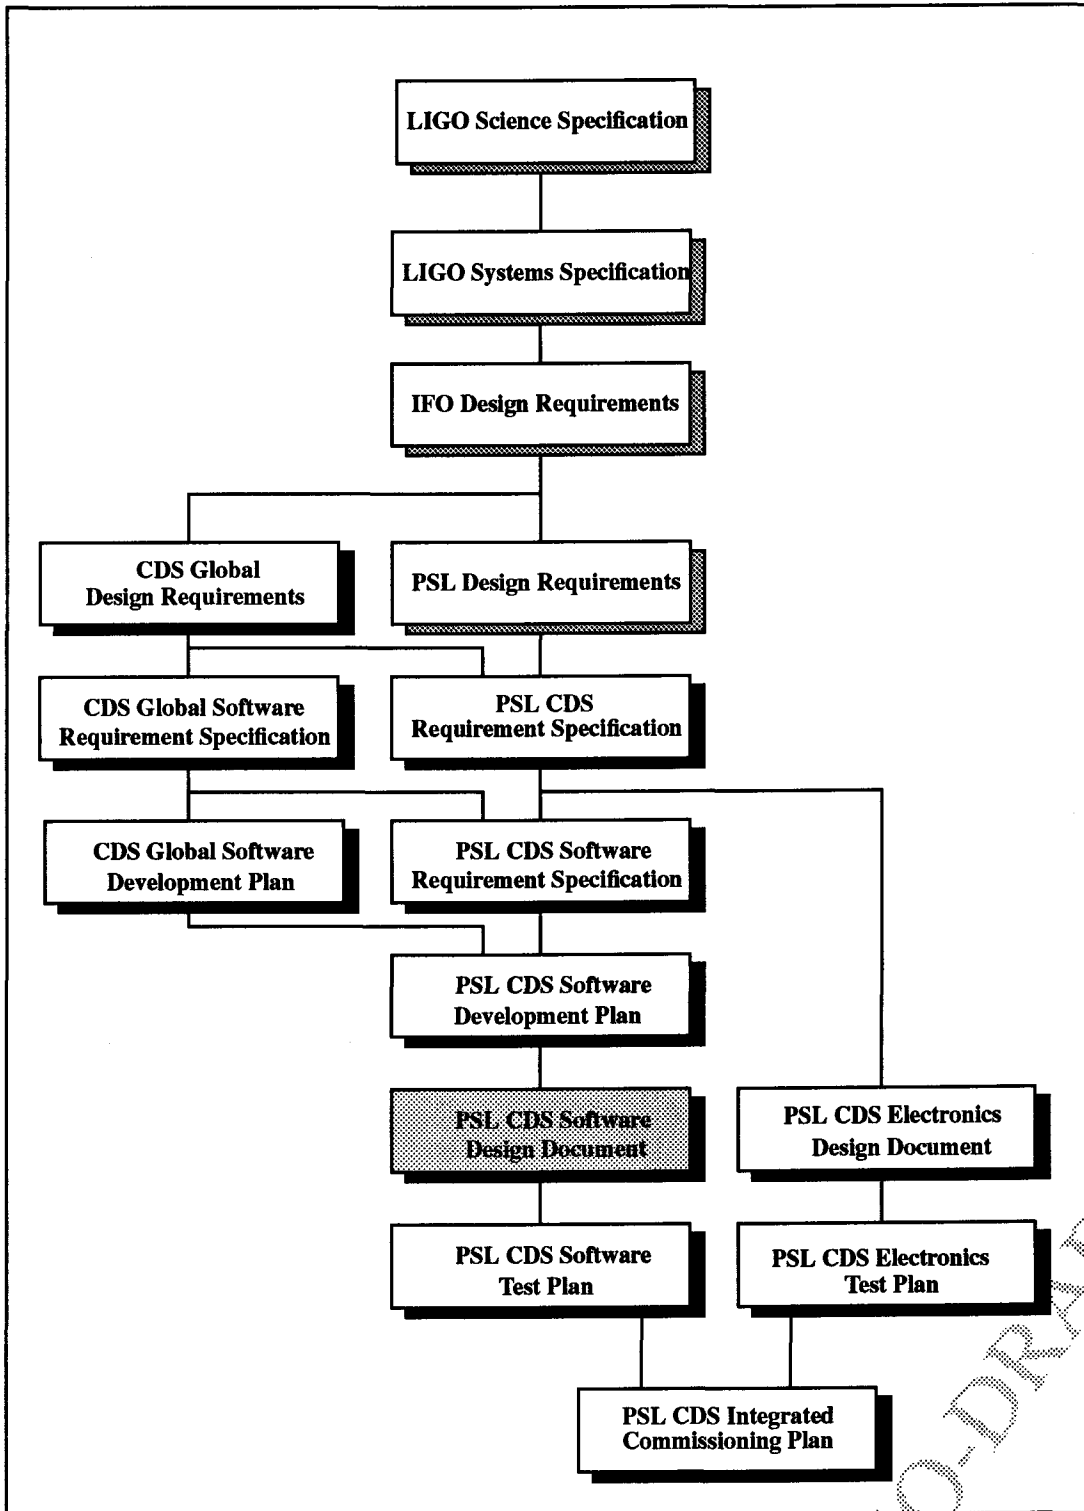 LIGO Science Specification
LIGO Systems Specification
IFO Design Requirements
CDS Global
Design Requirements
PSL Design Requirements
CDS Global Software
Requirement Specification
PSL CDS
Requirement Specification
CDS Global Software
Development Plan
PSL CDS Software
Requirement Specification
PSL CDS Software
Development Plan
PSL CDS Software
Design Document
PSL CDS Electronics
Design Document
PSL CDS Software
Test Plan
PSL CDS Electronics
Test Plan
PSL CDS Integrated
Commissioning Plan